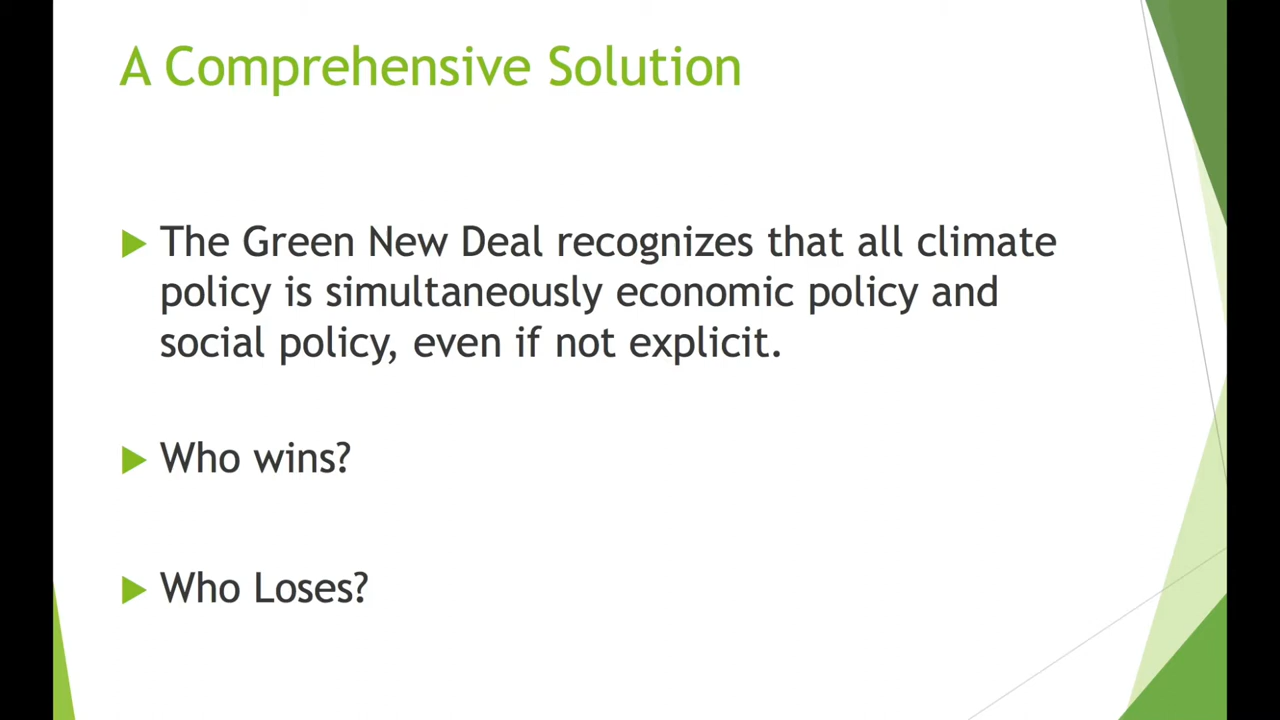 A Comprehensive Solution
The Green New Deal recognizes that all climate
policy is simultaneously economic policy and
social policy, even if not explicit.
Who wins?
Who Loses?